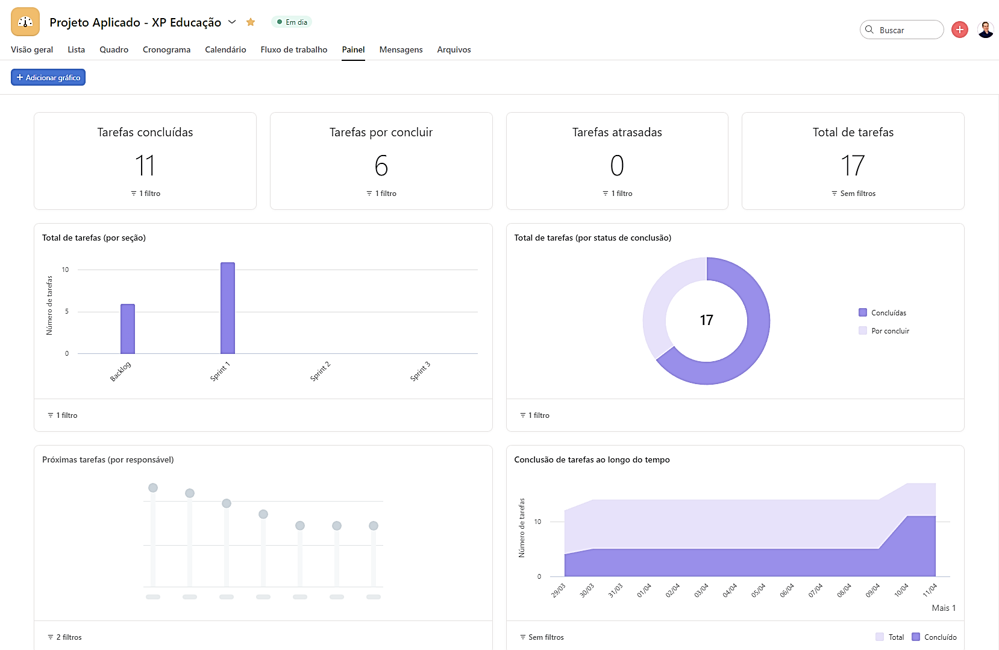 Projeto Aplicado - XP Educação
Em dia
Buscar
Visão geral Lista Quadro Cronograma Calendário Fluxo de trabalho Painel Mensagens Arquivos
+ Adicionar gráfico
Tarefas concluídas
11
1 filtro
Tarefas por concluir
6
1 filtro
Tarefas atrasadas
0
1 filtro
Total de tarefas
17
Sem filtros
Total de tarefas (por seção)
Número de tarefas
10
5
0
Backlog
Sprint 1
Sprint 2
Sprint 3
1 filtro
Total de tarefas (por status de conclusão)
17
Concluídas
Por concluir
1 filtro
Próximas tarefas (por responsável)
2 filtros
Conclusão de tarefas ao longo do tempo
Número de tarefas
10
0
29/03
30/03
31/03
01/04
02/04
03/04
04/04
05/04
06/04
07/04
08/04
09/04
10/04
11/04
Mais 1
Sem filtros
Total
Concluído